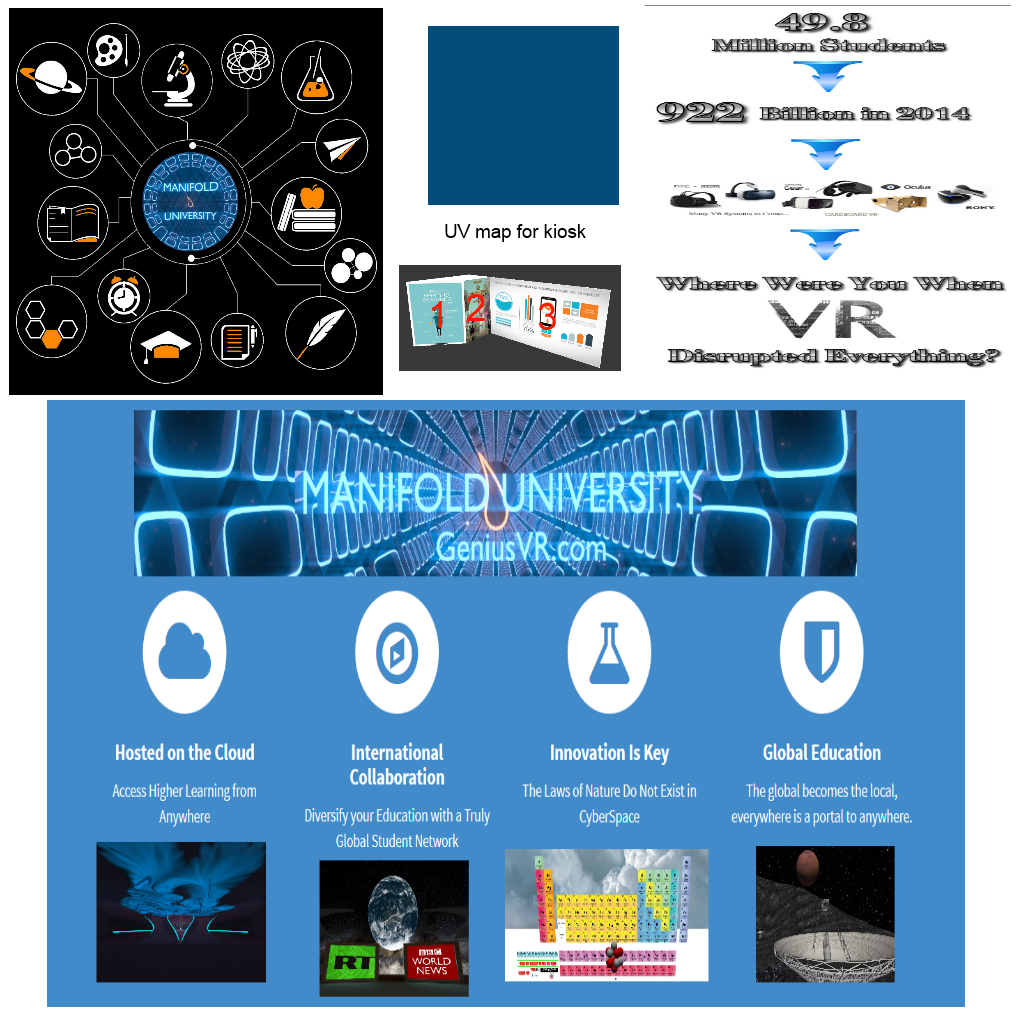 MANIFOLD
UNIVERSITY
UV map for kiosk
1
2
3
49.8
Million Students
922 Billion in 2014
Many VR Systems to Come...
CARDBOARD VR
Oculus
SONY
Where Were You When
VR
Disrupted Everything?
MANIFOLD UNIVERSITY
GeniusVR.com
Hosted on the Cloud
Access Higher Learning from
Anywhere
International
Collaboration
Diversify your Education with a Truly
Global Student Network
Innovation Is Key
The Laws of Nature Do Not Exist in
CyberSpace
Global Education
The global becomes the local,
everywhere is a portal to anywhere.
RT
BBC
WORLD
NEWS